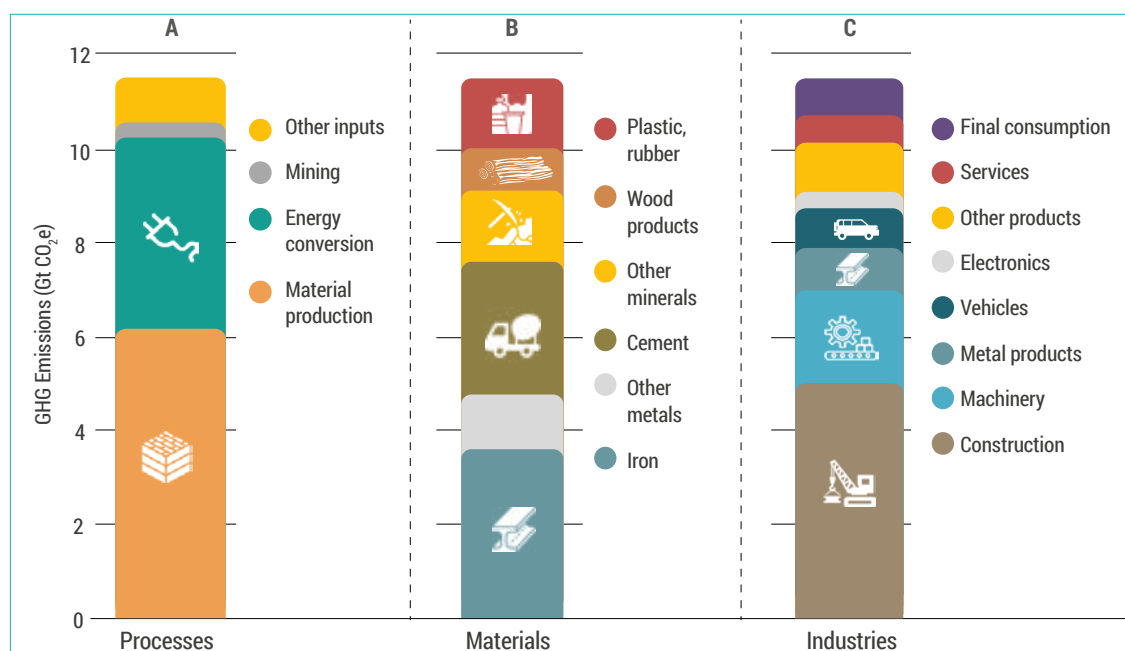 A
B
C
12
10
8
6
4
2
0
GHG Emissions (Gt CO₂e)
Other inputs
Mining
Energy
conversion
Material
production
Plastic,
rubber
Wood
products
Other
minerals
Cement
Other
metals
Iron
Final consumption
Services
Other products
Electronics
Vehicles
Metal products
Machinery
Construction
Processes
Materials
Industries